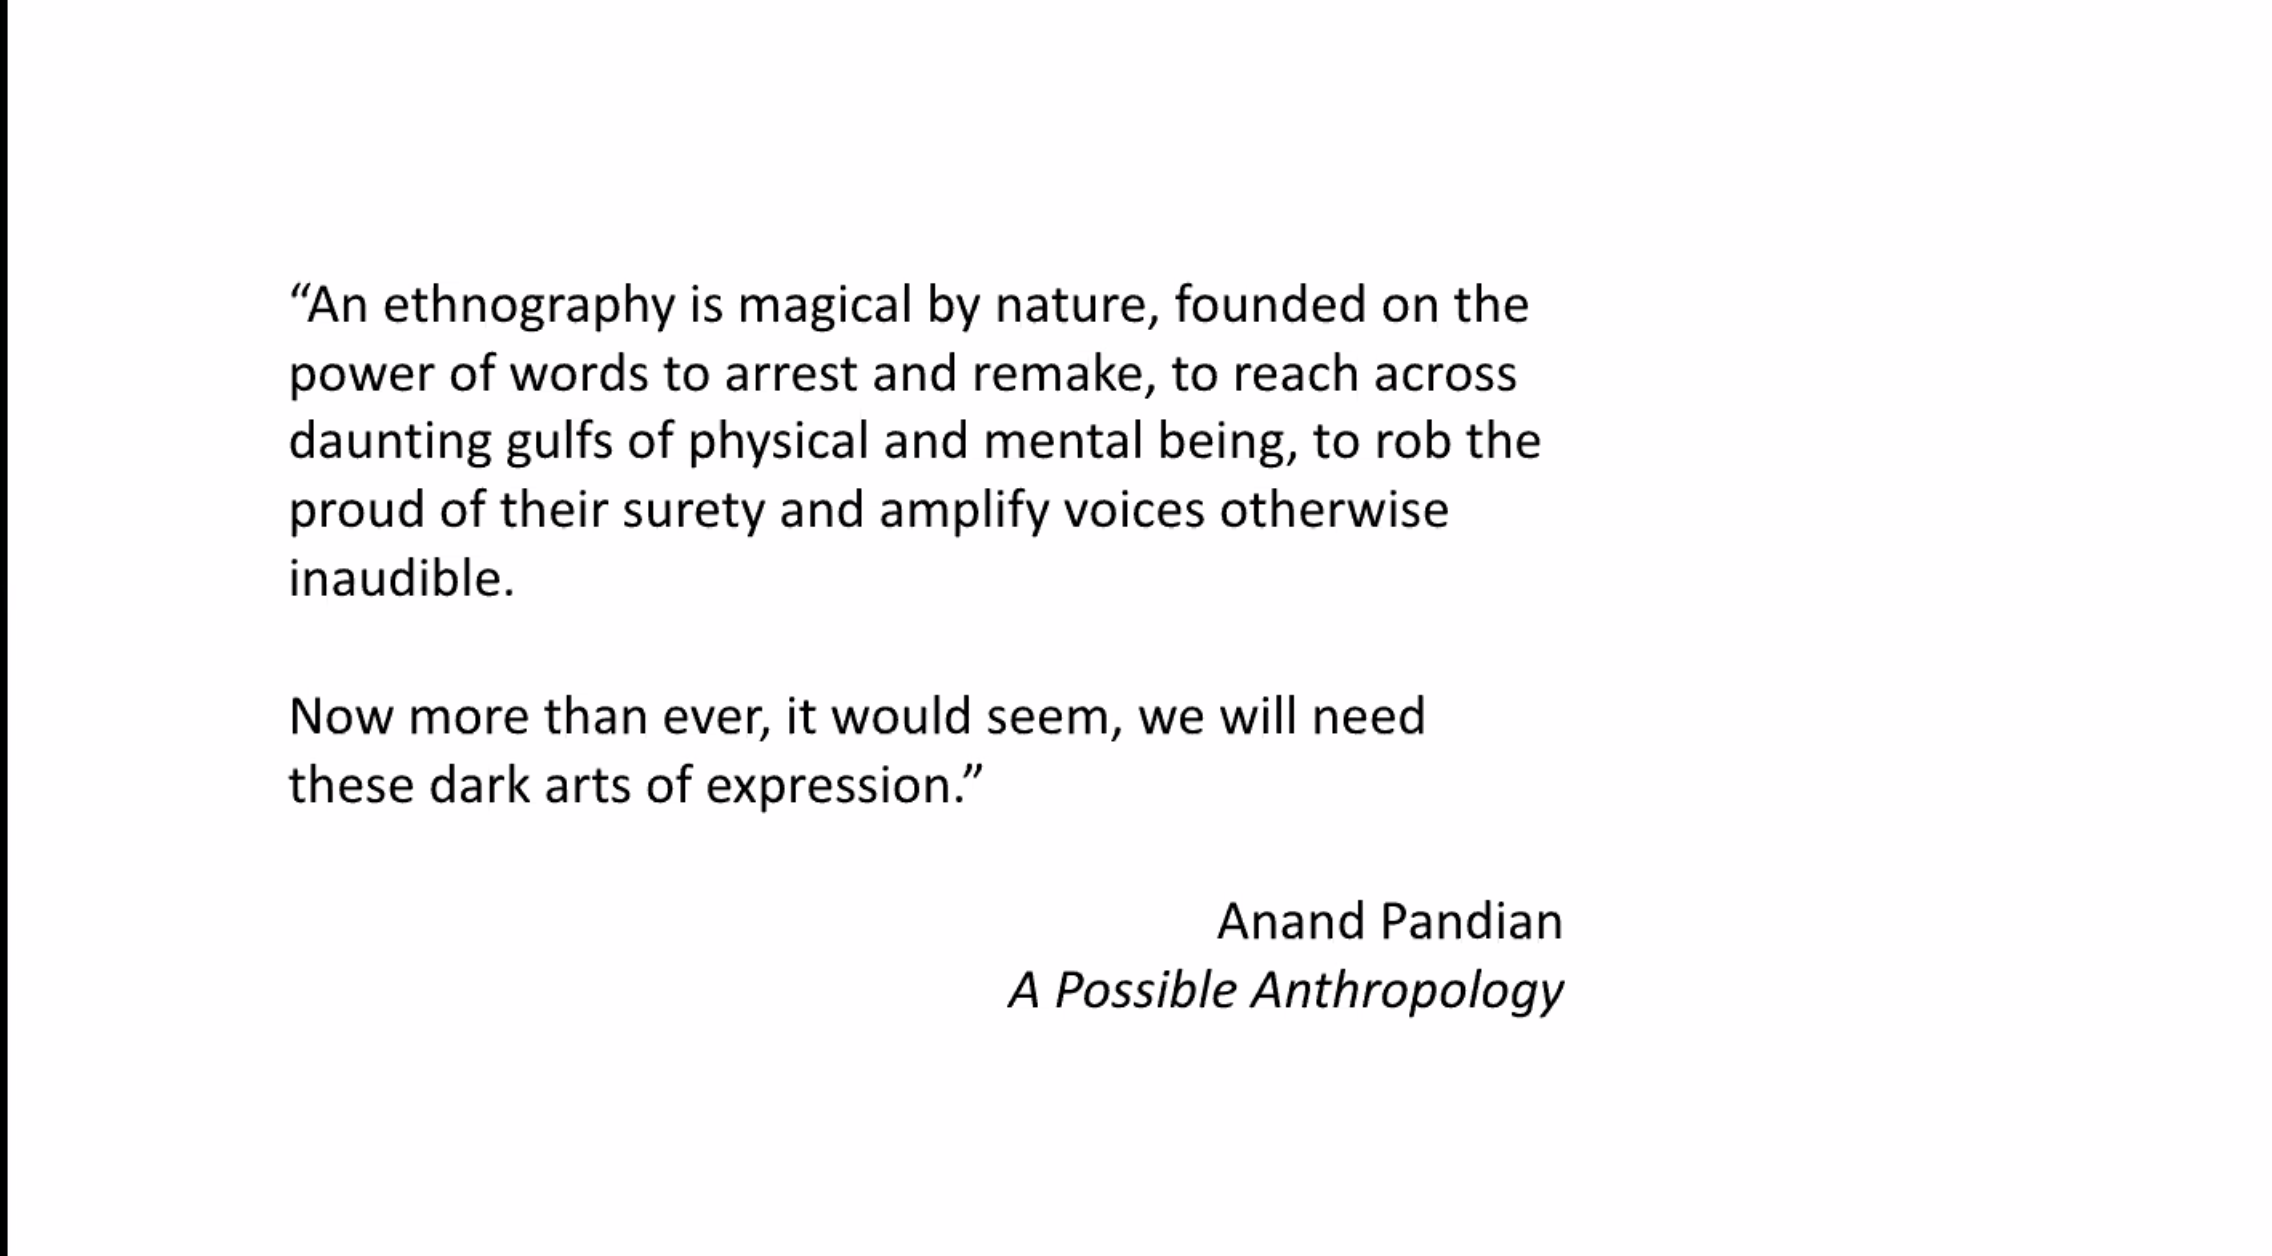 “An ethnography is magical by nature, founded on the
power of words to arrest and remake, to reach across
daunting gulfs of physical and mental being, to rob the
proud of their surety and amplify voices otherwise
inaudible.
Now more than ever, it would seem, we will need
these dark arts of expression.”
Anand Pandian
A Possible Anthropology